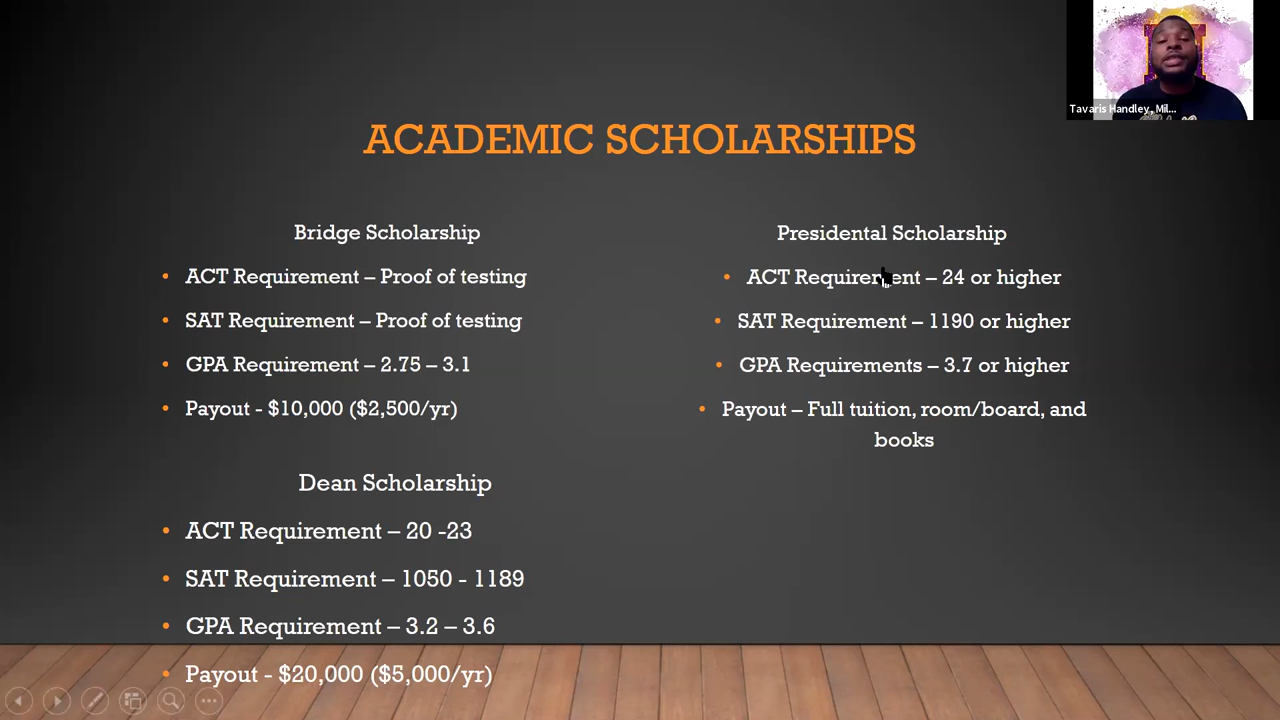 Tavaris Handley, Mil...
ACADEMIC SCHOLARSHIPS
Bridge Scholarship
• ACT Requirement – Proof of testing
• SAT Requirement – Proof of testing
• GPA Requirement – 2.75 – 3.1
• Payout - $10,000 ($2,500/yr)
Dean Scholarship
• ACT Requirement – 20 -23
• SAT Requirement – 1050 - 1189
• GPA Requirement – 3.2 – 3.6
• Payout - $20,000 ($5,000/yr)
Presidental Scholarship
• ACT Requirement – 24 or higher
• SAT Requirement – 1190 or higher
• GPA Requirements – 3.7 or higher
• Payout – Full tuition, room/board, and
books